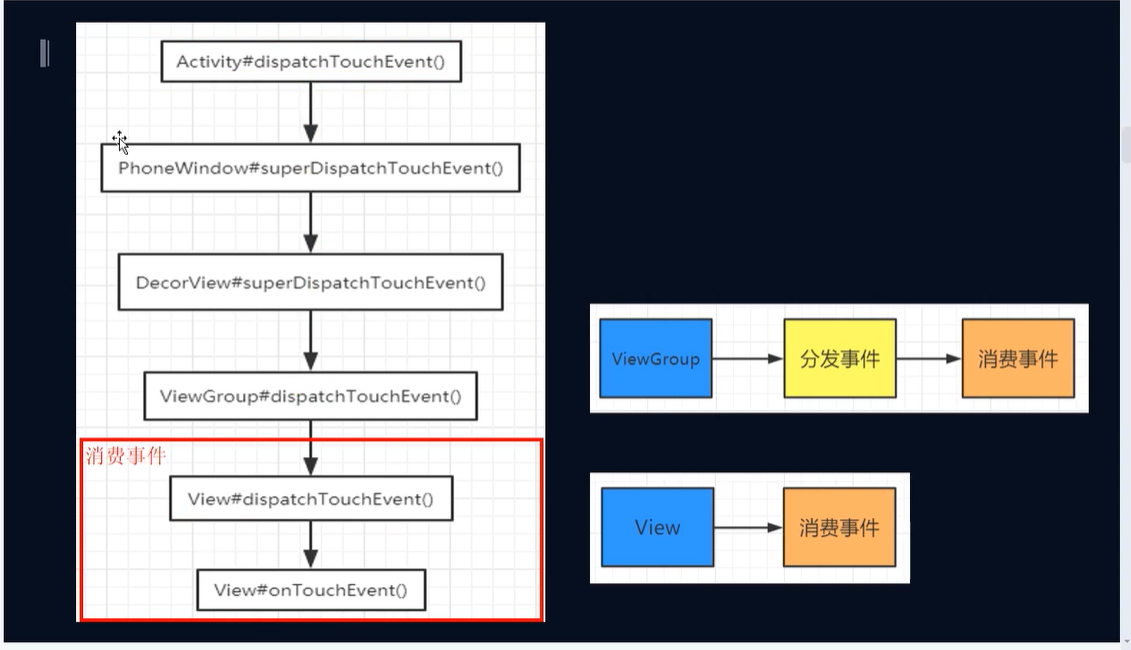 Activity#dispatchTouchEvent()
PhoneWindow#superDispatchTouchEvent()
DecorView#superDispatchTouchEvent()
ViewGroup#dispatchTouchEvent()
消费事件
View#dispatchTouchEvent()
View#onTouchEvent()
ViewGroup
分发事件
消费事件
View
消费事件